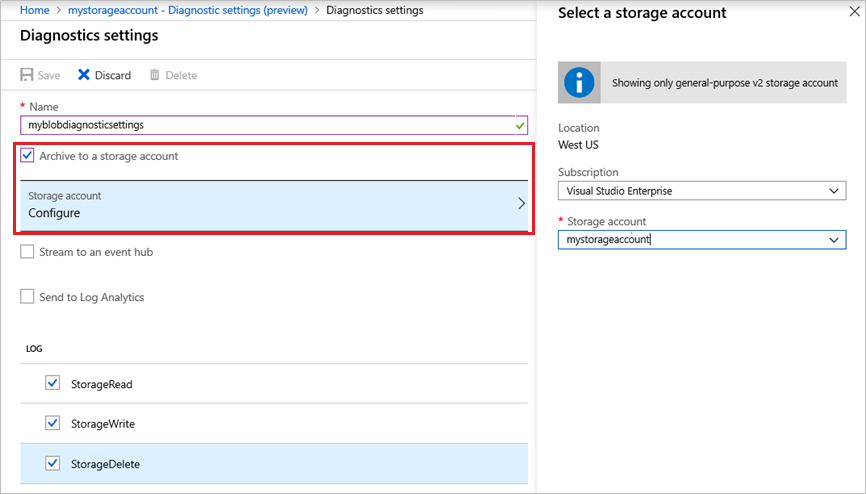 Home > mystorageaccount - Diagnostic settings (preview) > Diagnostics settings
Diagnostics settings
Save Discard Delete
* Name
myblobdiagnosticsettings
Archive to a storage account
Storage account
Configure
Stream to an event hub
Send to Log Analytics
LOG
StorageRead
StorageWrite
StorageDelete
Select a storage account
Showing only general-purpose v2 storage account
Location
West US
Subscription
Visual Studio Enterprise
* Storage account
mystorageaccount